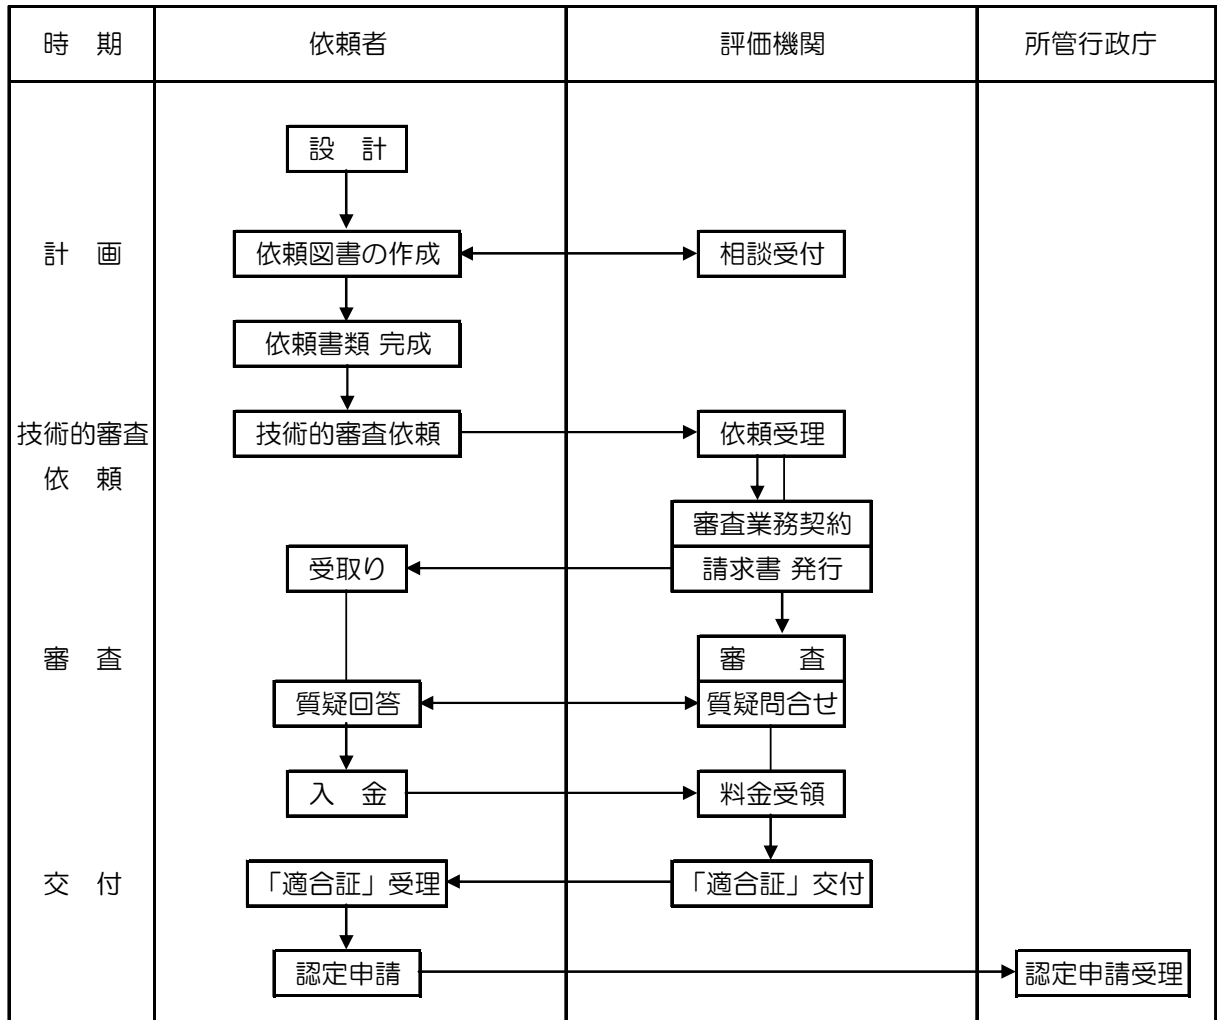 時 期 依頼者 評価機関 所管行政庁
設 計
計 画 依頼図書の作成 相談受付
依頼書類 完成
技術的審査 技術的審査依頼 依頼受理
依 頼
審査業務契約
受取り 請求書 発行
審 査 審 査
質疑回答 質疑問合せ
入 金 料金受領
交 付 「適合証」受理 「適合証」交付
認定申請 認定申請受理